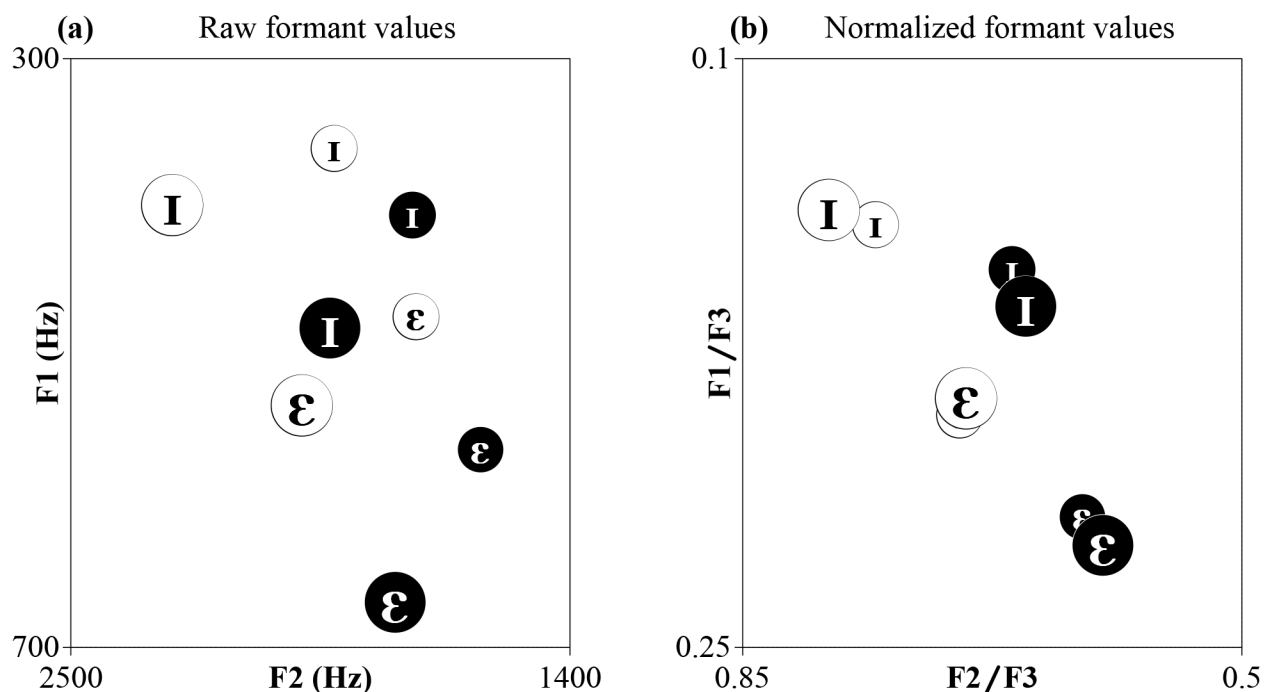 (a) Raw formant values
300
ɪ
ɪ
ɪ
ɛ
ɪ
ɛ
ɛ
ɛ
F1 (Hz)
700
2500 F2 (Hz) 1400
(b) Normalized formant values
0.1
ɪ
ɪ
ɪ
ɪ
ɛ
ɛ
ɛ
F1/F3
0.25
0.85 F2/F3 0.5